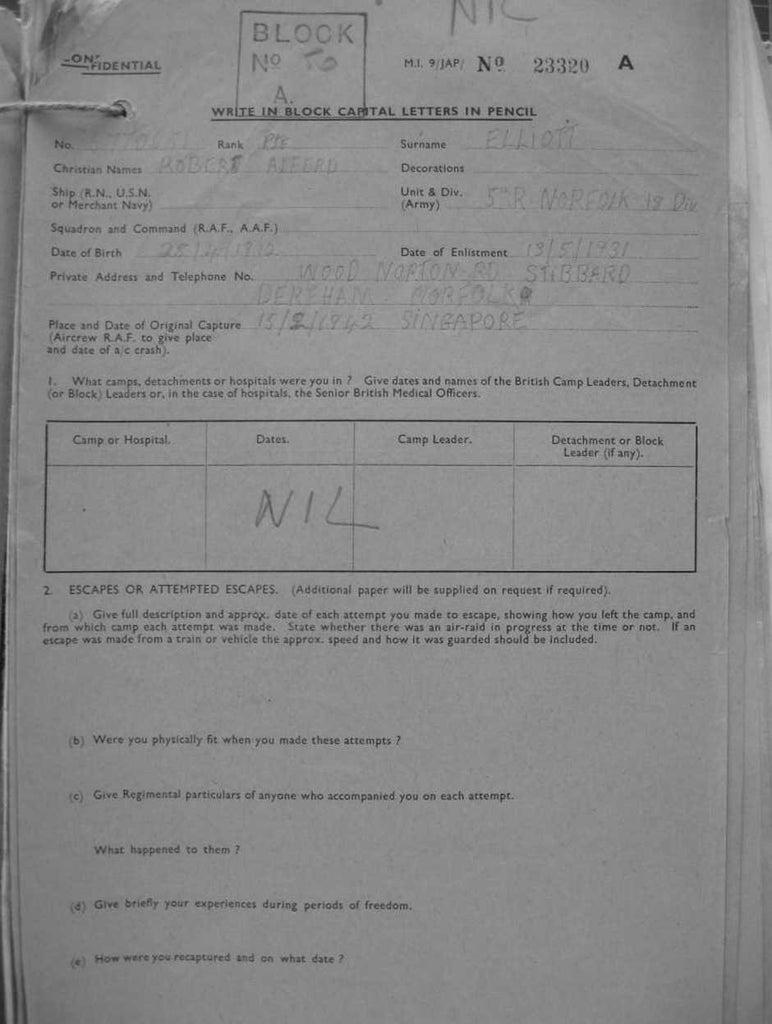 NIL
BLOCK
CONFIDENTIAL
M.I. 9/JAP/ No 23320 A
No
A.
WRITE IN BLOCK CAPITAL LETTERS IN PENCIL
No. Rank Pte Surname ELLIOTT
Christian Names ROBERT ALFERD Decorations
Ship (R.N., U.S.N. Unit & Div. 5TH R NORFOLK 18 Div
or Merchant Navy) (Army)
Squadron and Command (R.A.F., A.A.F.)
Date of Birth 28/4/1912 Date of Enlistment 13/5/1931
Private Address and Telephone No. WOOD NORTON RD STIBBARD
DEREHAM NORFOLK
Place and Date of Original Capture 15/2/1942 SINGAPORE
(Aircrew R.A.F. to give place
and date of a/c crash).
1. What camps, detachments or hospitals were you in ? Give dates and names of the British Camp Leaders, Detachment
(or Block) Leaders or, in the case of hospitals, the Senior British Medical Officers.
Camp or Hospital. Dates. Camp Leader. Detachment or Block
Leader (if any).
NIL
2. ESCAPES OR ATTEMPTED ESCAPES. (Additional paper will be supplied on request if required).
(a) Give full description and approx. date of each attempt you made to escape, showing how you left the camp, and
from which camp each attempt was made. State whether there was an air-raid in progress at the time or not. If an
escape was made from a train or vehicle the approx. speed and how it was guarded should be included.
(b) Were you physically fit when you made these attempts ?
(c) Give Regimental particulars of anyone who accompanied you on each attempt.
What happened to them ?
(d) Give briefly your experiences during periods of freedom.
(e) How were you recaptured and on what date ?